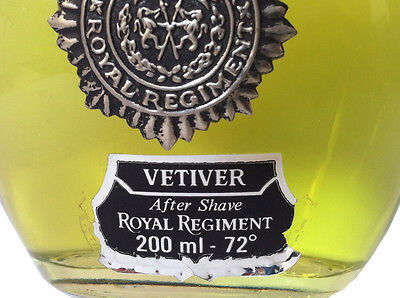 ROYAL REGIMENT
VETIVER
After Shave
ROYAL REGIMENT
200 ml - 72°